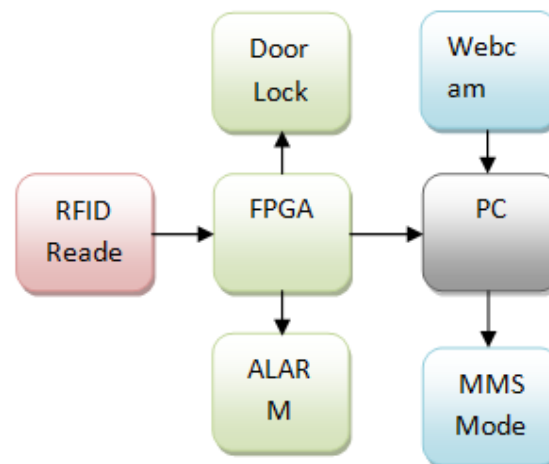 Door
Lock
Webc
am
RFID
Reade
FPGA
PC
ALAR
M
MMS
Mode